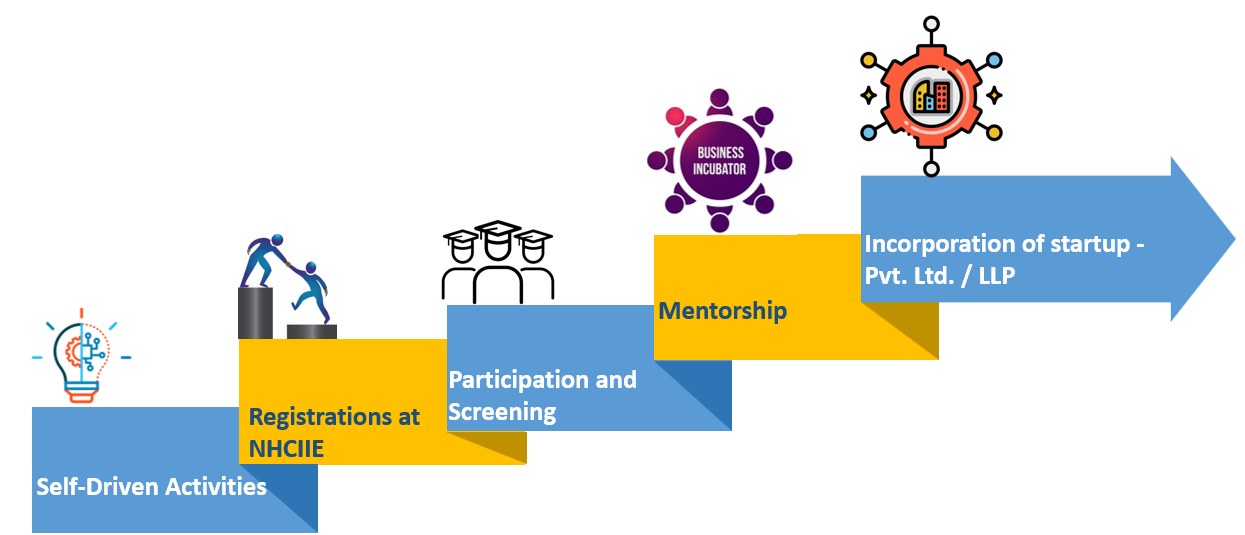 Self-Driven Activities
Registrations at
NHCIIE
Participation and
Screening
BUSINESS
INCUBATOR
Mentorship
Incorporation of startup -
Pvt. Ltd. / LLP